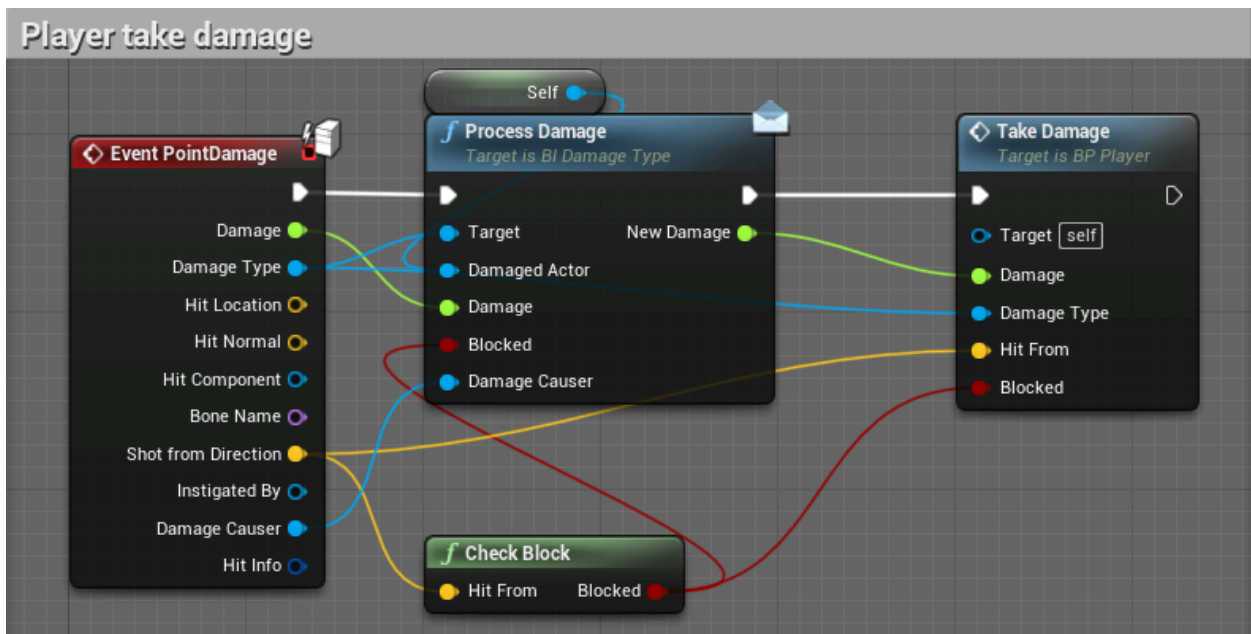 Player take damage
Self
Event PointDamage
Damage
Damage Type
Hit Location
Hit Normal
Hit Component
Bone Name
Shot from Direction
Instigated By
Damage Causer
Hit Info
f Process Damage
Target is BI Damage Type
Target New Damage
Damaged Actor
Damage
Blocked
Damage Causer
f Check Block
Hit From Blocked
Take Damage
Target is BP Player
Target self
Damage
Damage Type
Hit From
Blocked